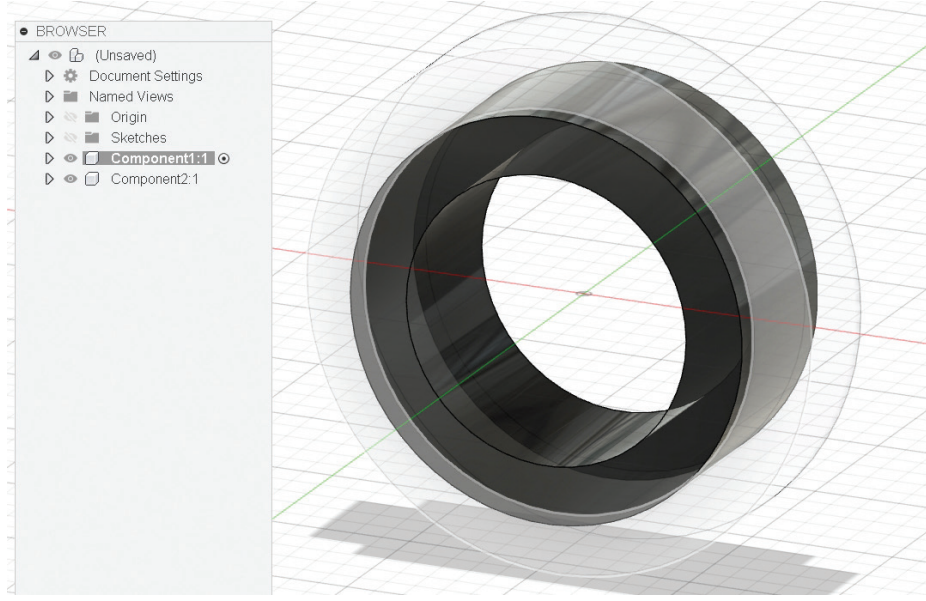 BROWSER
(Unsaved)
Document Settings
Named Views
Origin
Sketches
Component1:1
Component2:1